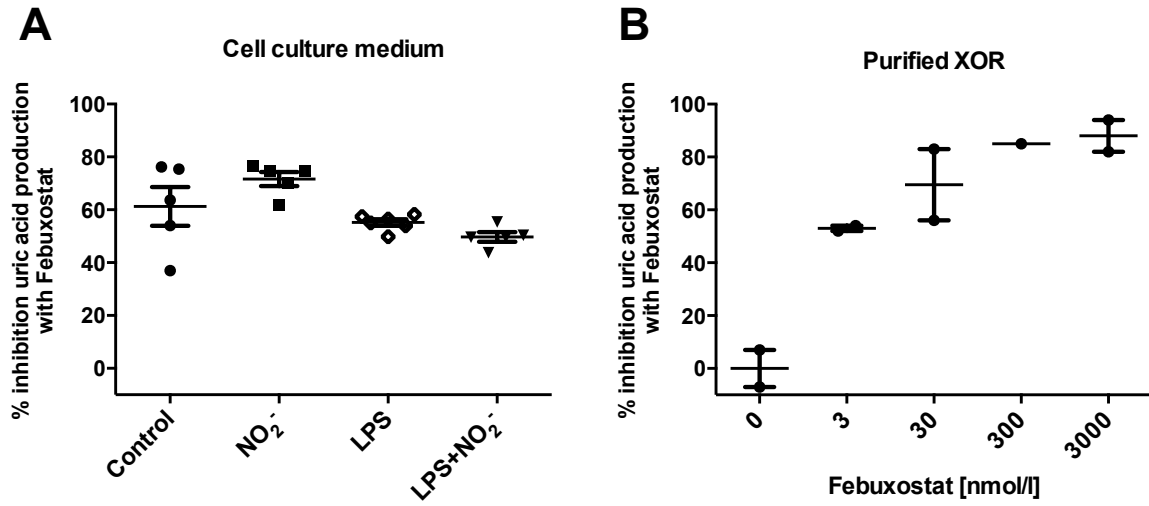 A
Cell culture medium
% inhibition uric acid production
with Febuxostat
100
80
60
40
20
0
Control
NO₂⁻
LPS
LPS+NO₂⁻
B
Purified XOR
% inhibition uric acid production
with Febuxostat
100
80
60
40
20
0
0
3
30
300
3000
Febuxostat [nmol/l]